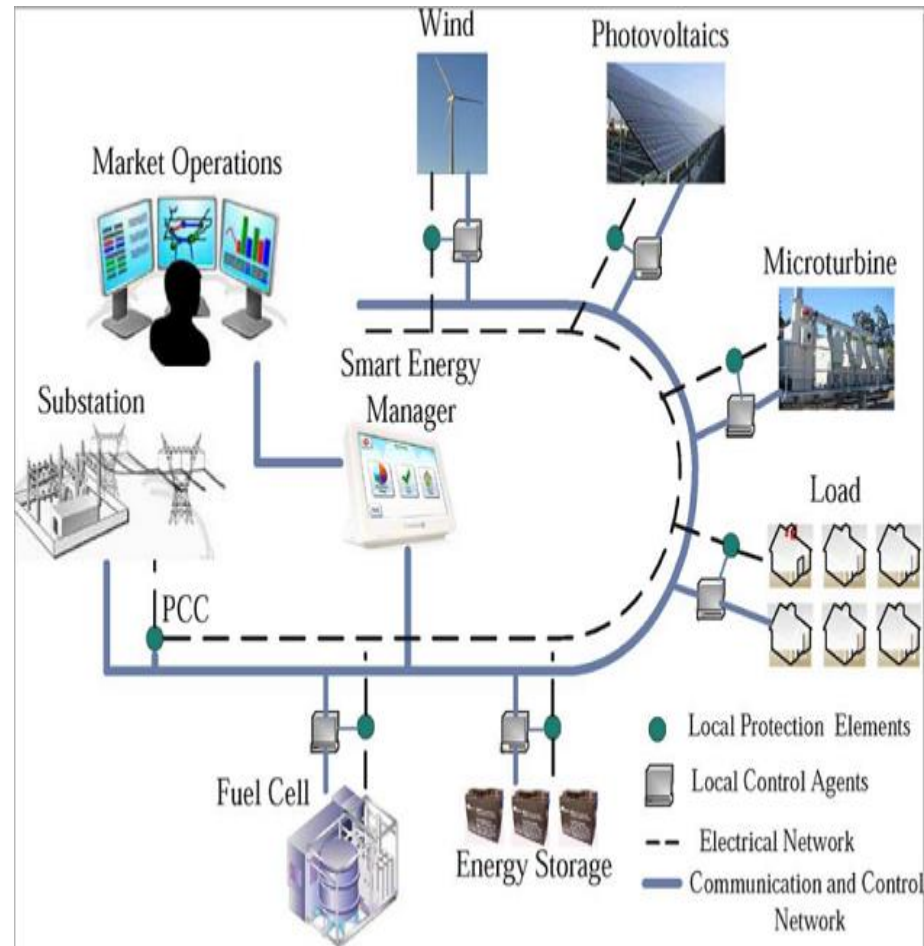 Wind
Photovoltaics
Market Operations
Microturbine
Smart Energy
Manager
Substation
Load
PCC
Local Protection Elements
Fuel Cell
Local Control Agents
Energy Storage
Electrical Network
Communication and Control
Network